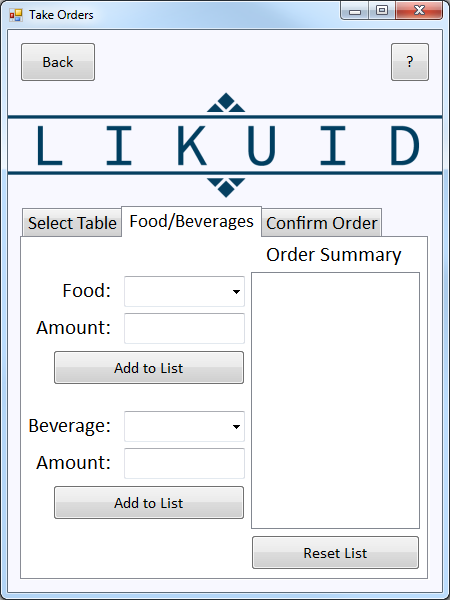 Take Orders
Back
?
LIKUID
Select Table
Food/Beverages
Confirm Order
Order Summary
Food:
Amount:
Add to List
Beverage:
Amount:
Add to List
Reset List